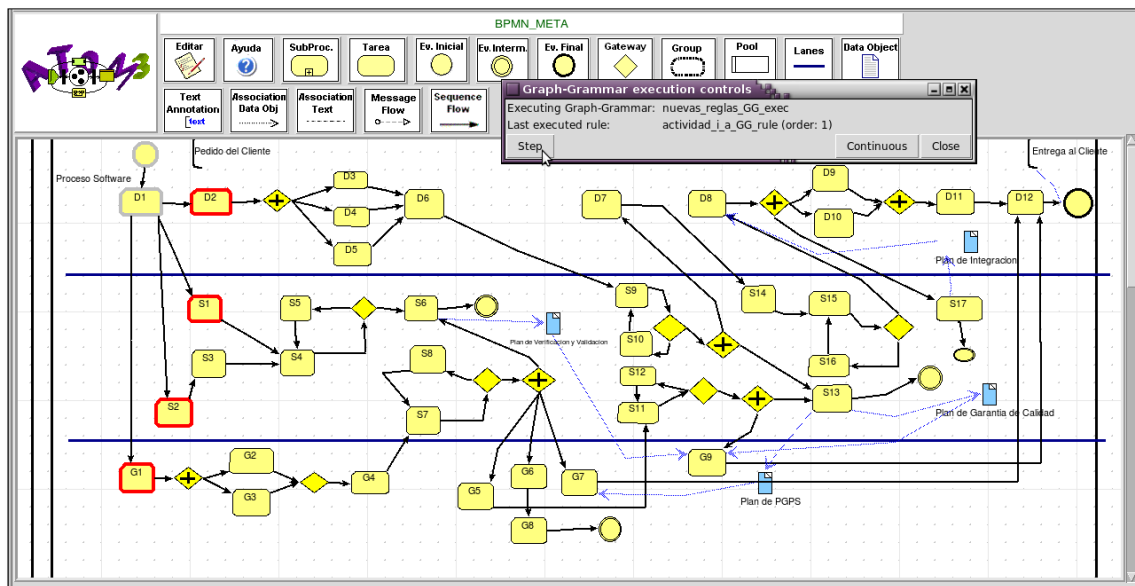 BPMN_META
ATOM3
Editar
Ayuda
SubProc.
Tarea
Ev. Inicial
Ev. Interm.
Ev. Final
Gateway
Group
Pool
Lanes
Data Object
Text Annotation
text
Association Data Obj
Association Text
Message Flow
Sequence Flow
Graph-Grammar execution controls
Executing Graph-Grammar: nuevas_reglas_GG_exec
Last executed rule: actividad_i_a_GG_rule (order: 1)
Step
Continuous
Close
Pedido del Cliente
Entrega al Cliente
Proceso Software
D1
D2
D3
D4
D5
D6
D7
D8
D9
D10
D11
D12
Plan de Integracion
S1
S2
S3
S4
S5
S6
Plan de Verificacion y Validacion
S7
S8
S9
S10
S11
S12
S13
S14
S15
S16
S17
Plan de Garantia de Calidad
G1
G2
G3
G4
G5
G6
G7
G8
G9
Plan de PGPS